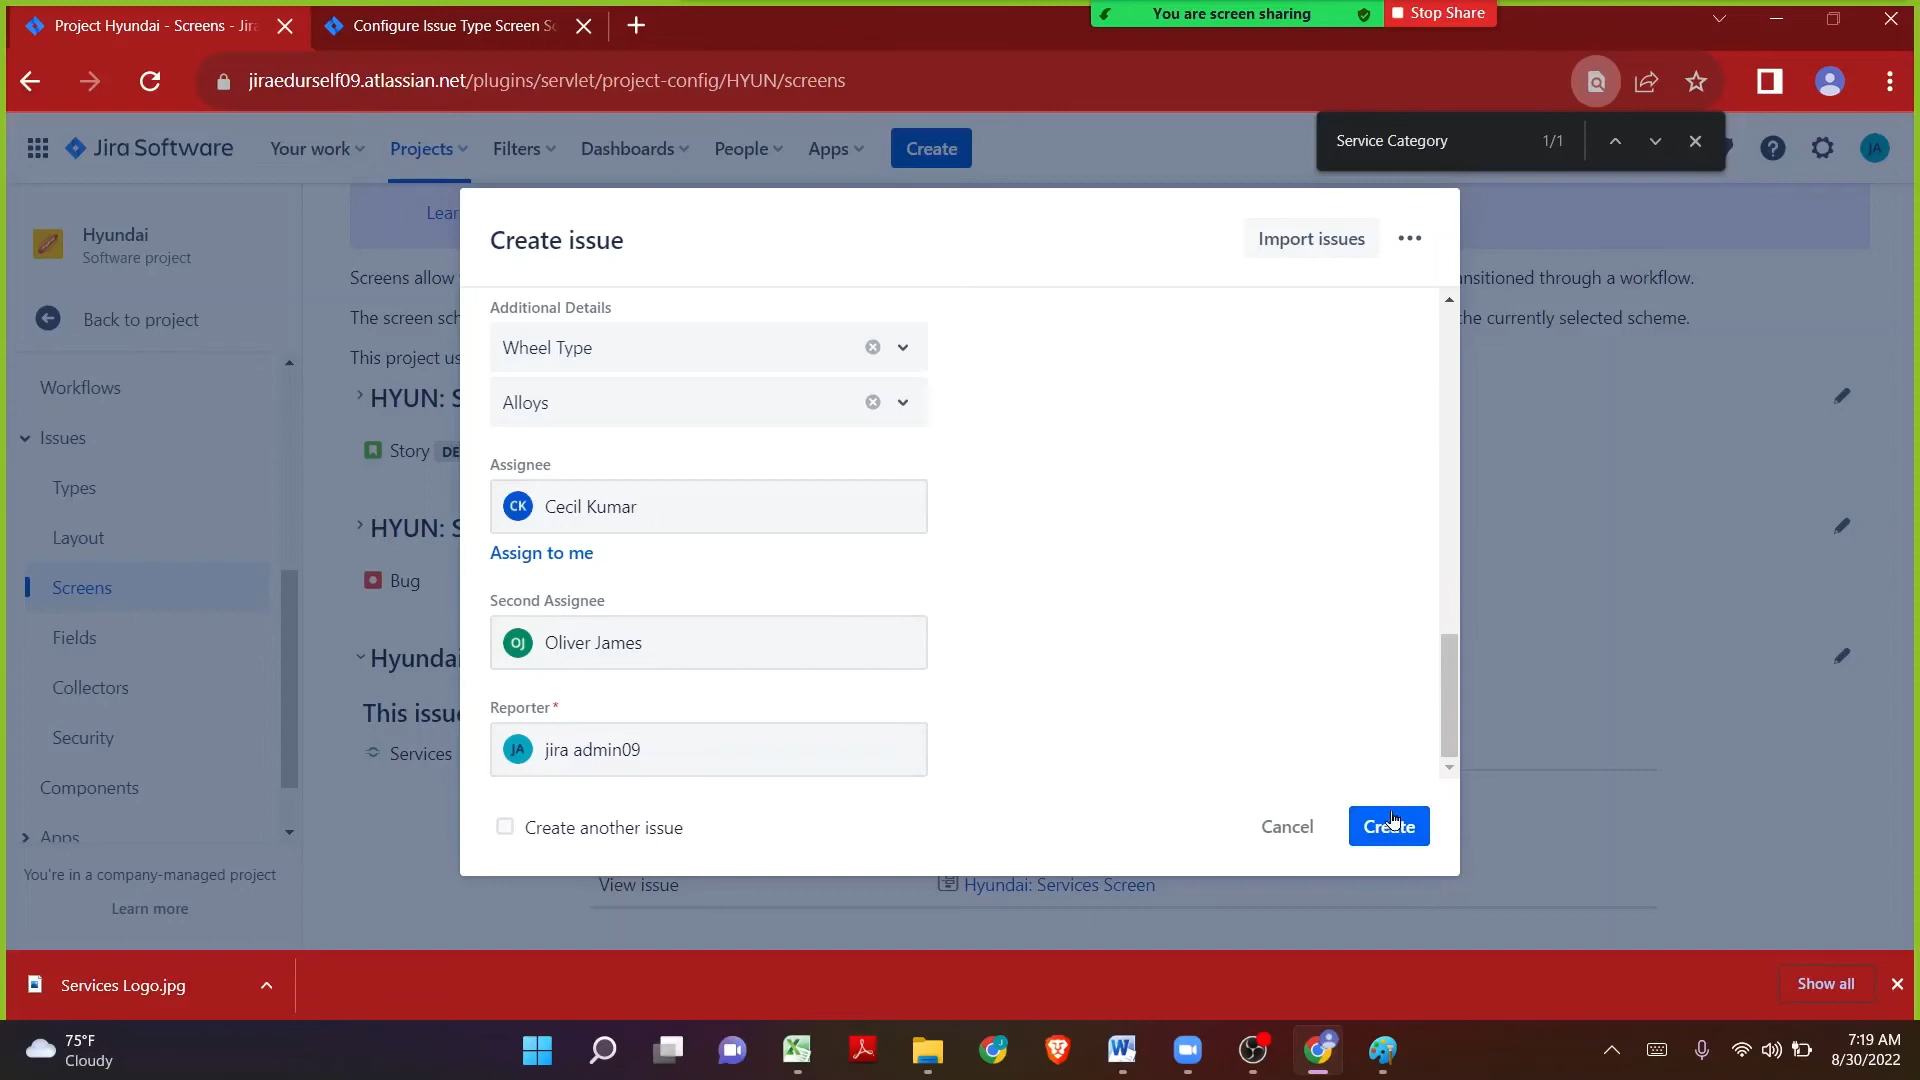 Project Hyundai - Screens - Jira
Configure Issue Type Screen Sc
You are screen sharing
Stop Share
jiraedurself09.atlassian.net/plugins/servlet/project-config/HYUN/screens
Service Category
1/1
Jira Software
Your work
Projects
Filters
Dashboards
People
Apps
Create
JA
Hyundai
Software project
Back to project
Workflows
Issues
Types
Layout
Screens
Fields
Collectors
Security
Components
Apps
You're in a company-managed project
Learn more
Lear
Screens allow
ansitioned through a workflow.
The screen sch
the currently selected scheme.
This project us
HYUN: S
Story DE
HYUN: S
Bug
Hyundai
This issue
Services
Create issue
Import issues
Additional Details
Wheel Type
Alloys
Assignee
CK Cecil Kumar
Assign to me
Second Assignee
OJ Oliver James
Reporter*
JA jira admin09
Create another issue
Cancel
Create
View issue
Hyundai: Services Screen
Services Logo.jpg
Show all
75°F
Cloudy
7:19 AM
8/30/2022